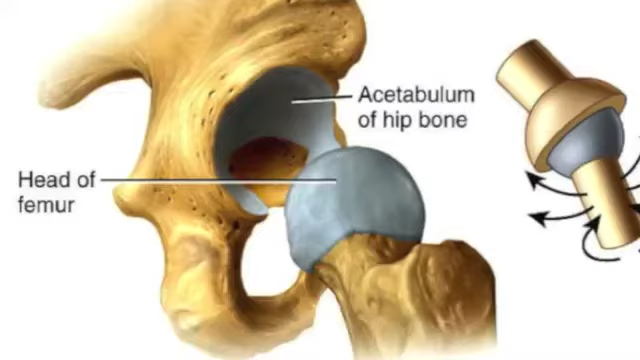 Acetabulum
of hip bone
Head of
femur